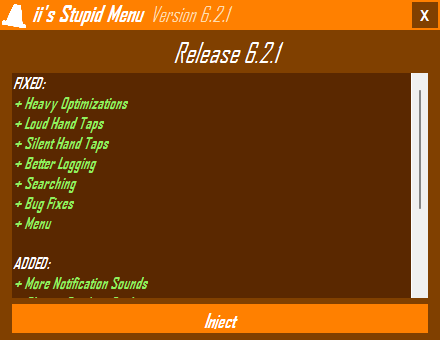 ii's Stupid Menu Version 6.2.1
X
Release 6.2.1
FIXED:
+ Heavy Optimizations
+ Loud Hand Taps
+ Silent Hand Taps
+ Better Logging
+ Searching
+ Bug Fixes
+ Menu
ADDED:
+ More Notification Sounds
Inject